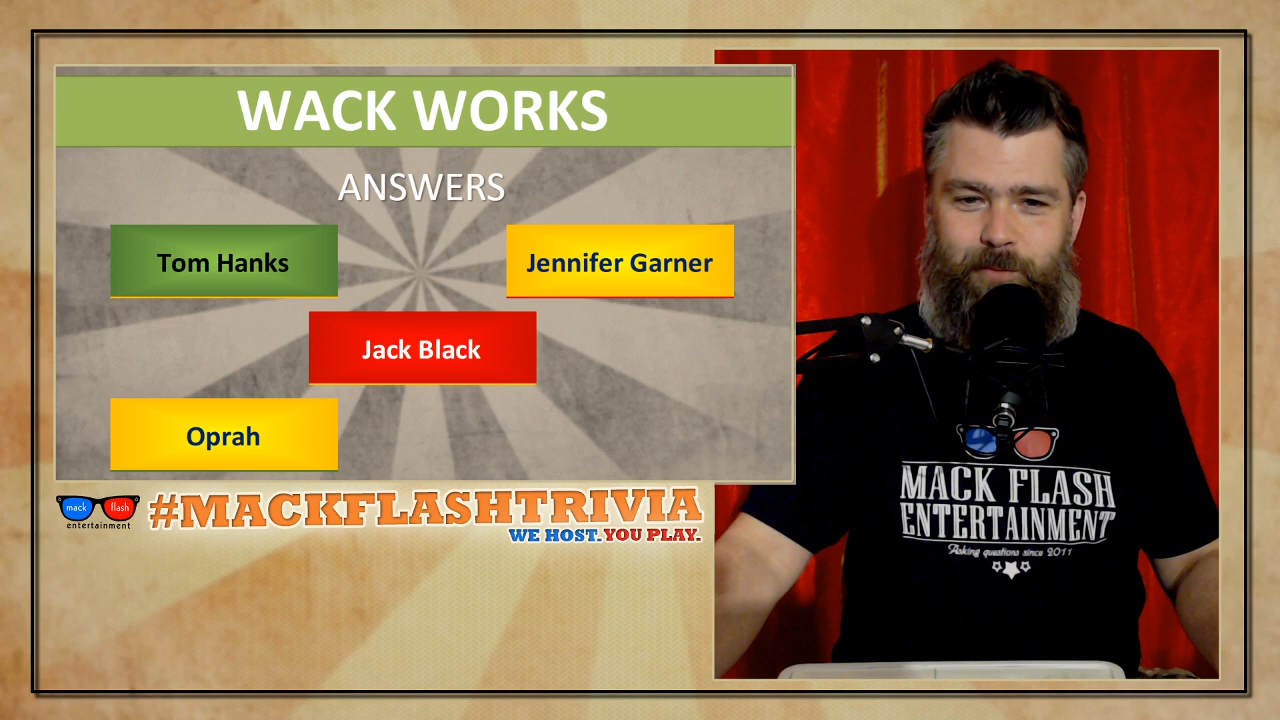 WACK WORKS
ANSWERS
Tom Hanks
Jennifer Garner
Jack Black
Oprah
mack flash
entertainment
#MACKFLASHTRIVIA
WE HOST. YOU PLAY.
MACK FLASH
ENTERTAINMENT
Asking questions since 2011